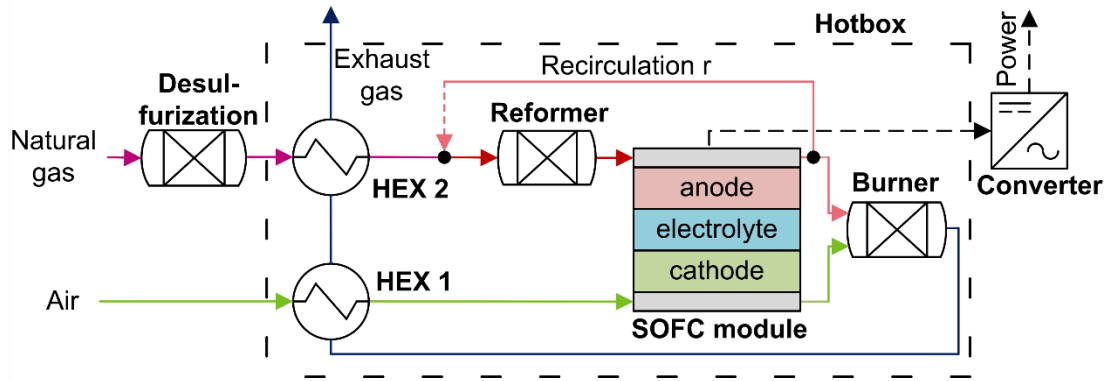 Hotbox
Power
Exhaust
gas
Recirculation r
Desul-
furization
Reformer
Natural
gas
HEX 2
anode
Burner
Converter
electrolyte
cathode
HEX 1
Air
SOFC module